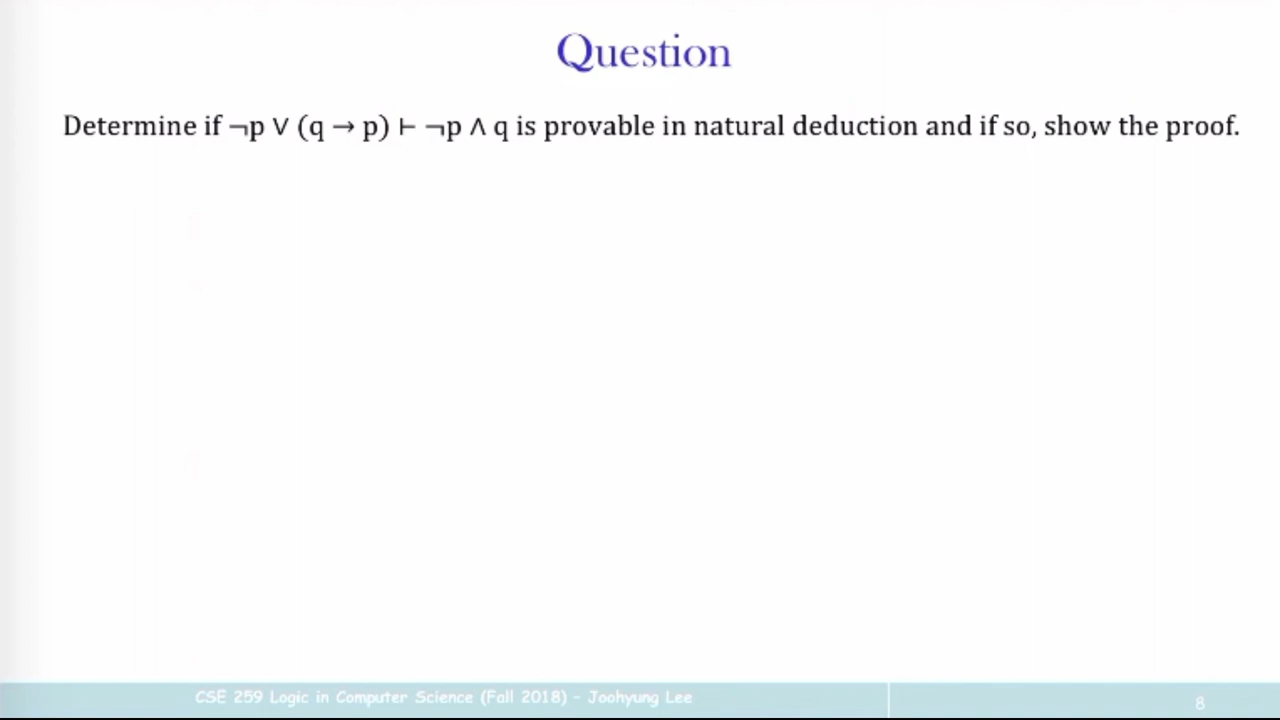 Question
Determine if ¬p ∨ (q → p) ⊢ ¬p ∧ q is provable in natural deduction and if so, show the proof.
CSE 259 Logic in Computer Science (Fall 2018) – Joohyung Lee
8